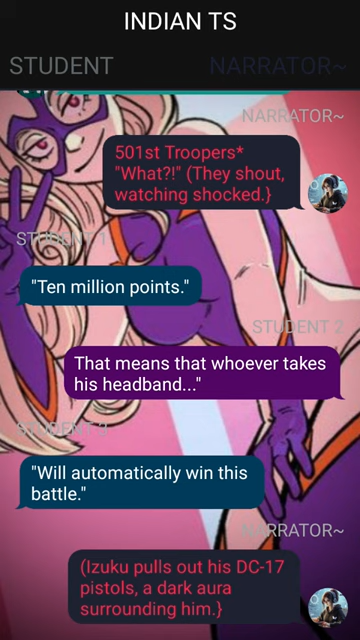 INDIAN TS
STUDENT NARRATOR~
NARRATOR~
501st Troopers*
"What?!" (They shout,
watching shocked.}
STUDENT 1
"Ten million points."
STUDENT 2
That means that whoever takes
his headband..."
STUDENT 3
"Will automatically win this
battle."
NARRATOR~
(Izuku pulls out his DC-17
pistols, a dark aura
surrounding him.}